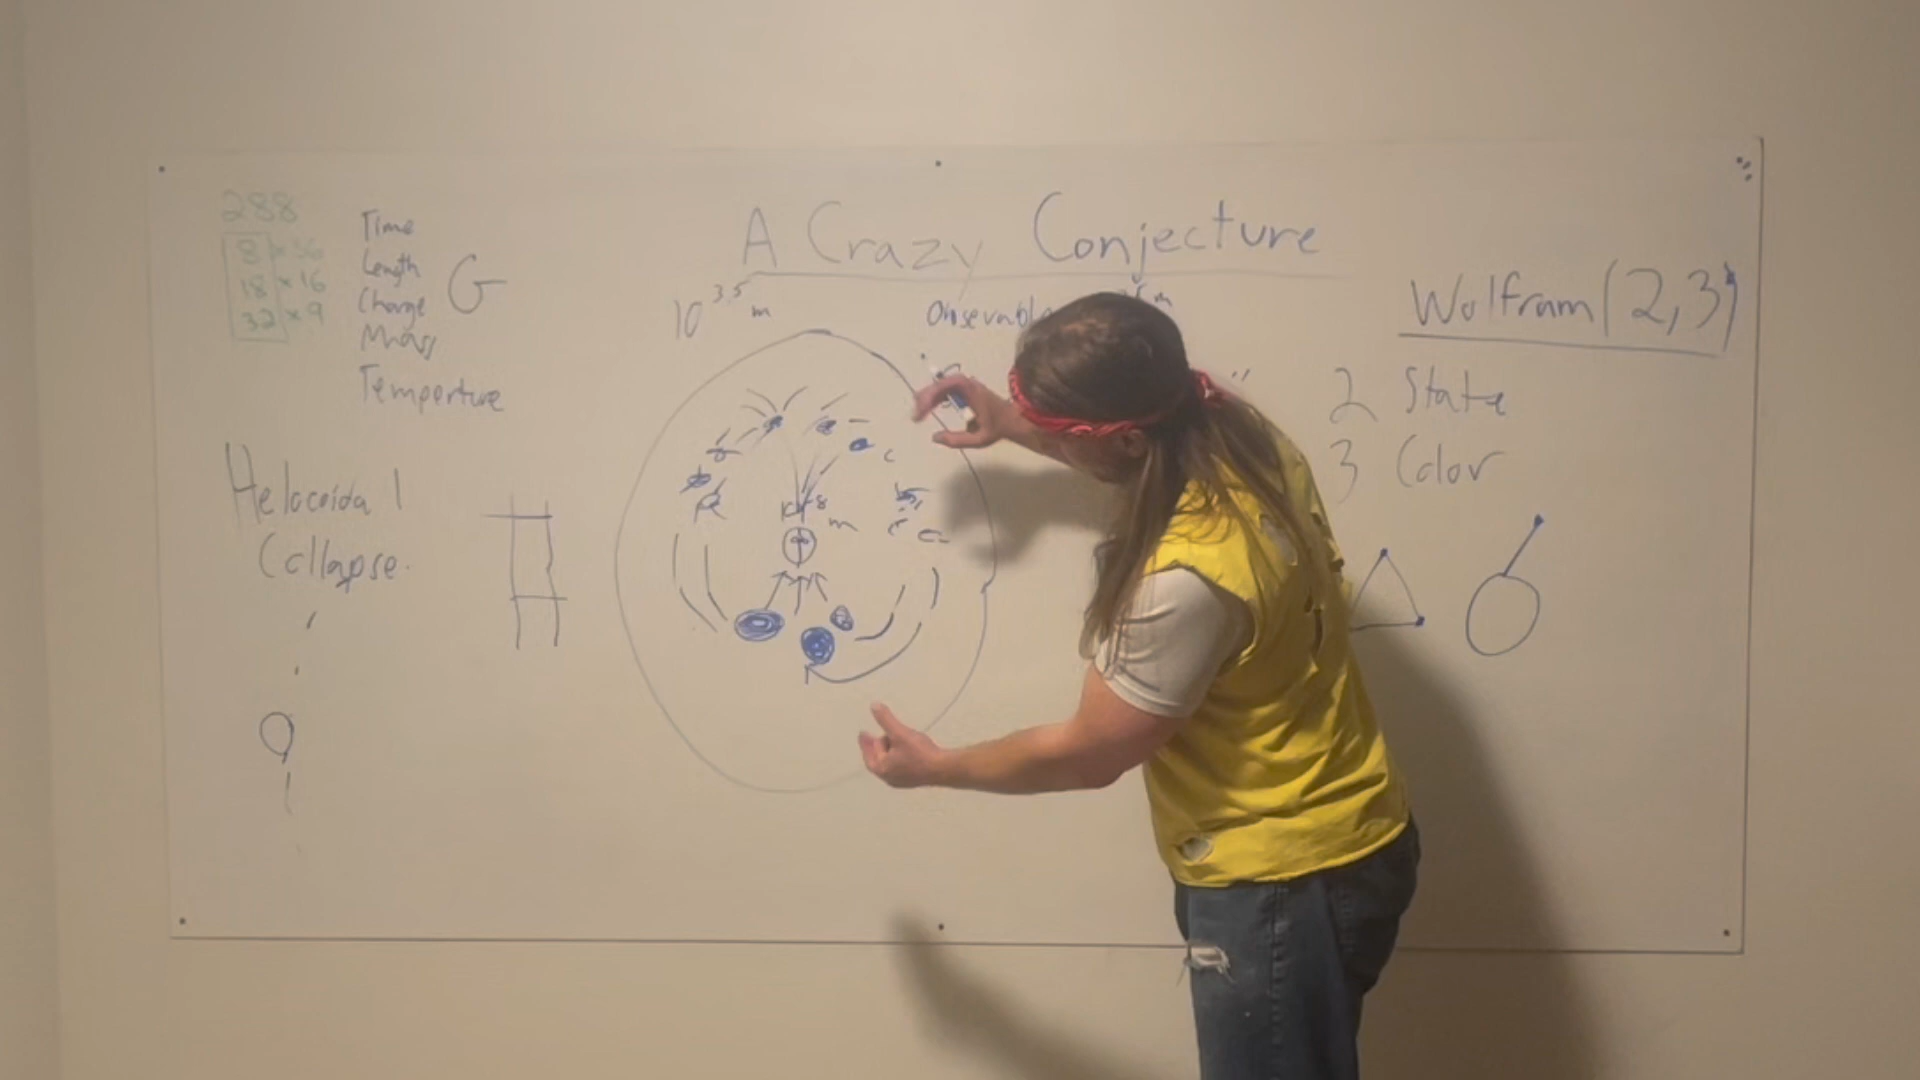 A Crazy Conjecture
288
8 x 36
18 x 16
32 x 9
Time
Length
Charge
Mass
Temperture
G
Helocoidal
Collapse.
10^35 m
m
m
Wolfram (2,3)
2 State
3 Color